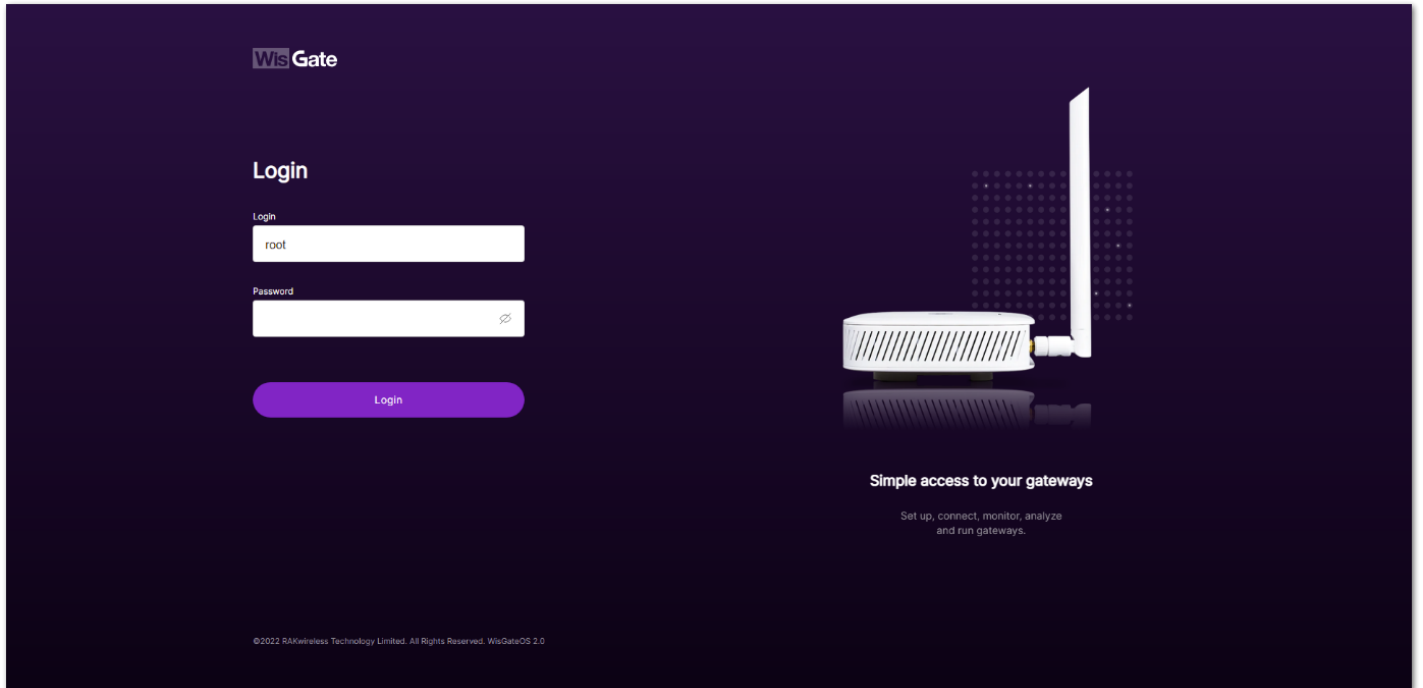 WisGate
Login
Login
root
Password
Login
Simple access to your gateways
Set up, connect, monitor, analyze
and run gateways.
©2022 RAKwireless Technology Limited. All Rights Reserved. WisGateOS 2.0